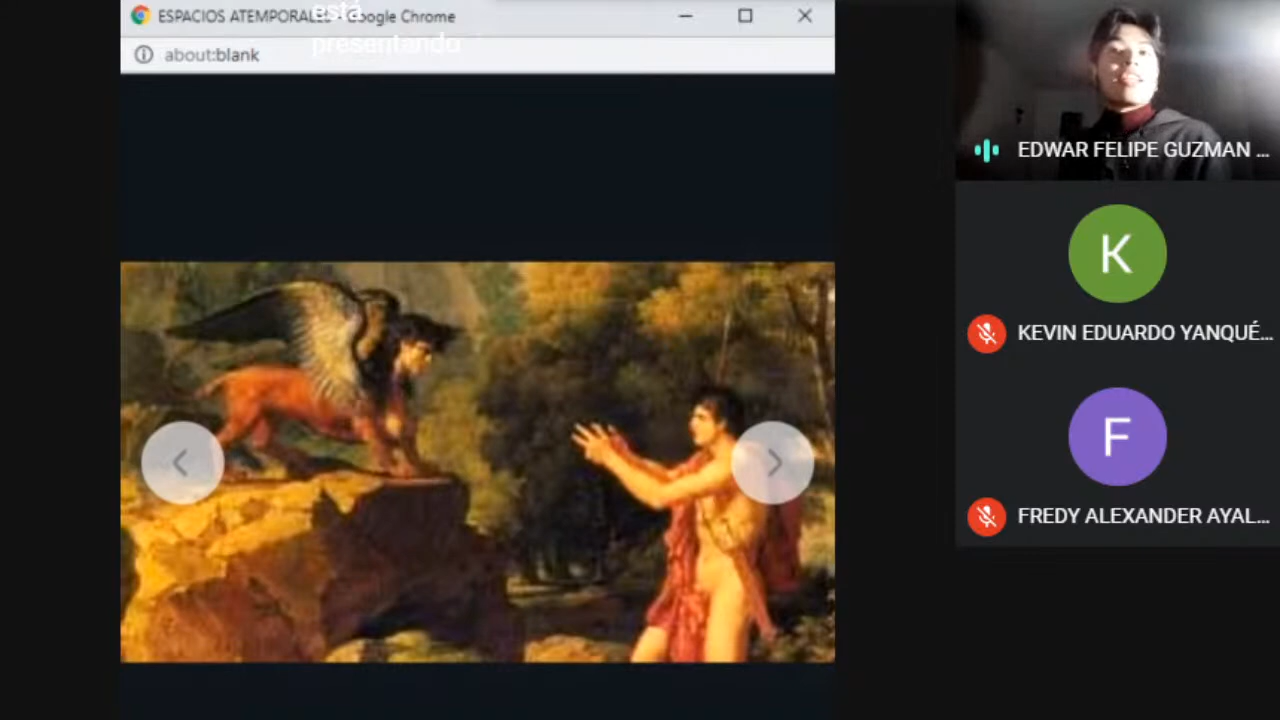 ESPACIOS ATEMPORALES - Google Chrome
está
presentando
about:blank
EDWAR FELIPE GUZMAN ...
K
KEVIN EDUARDO YANQUÉ...
F
FREDY ALEXANDER AYAL...